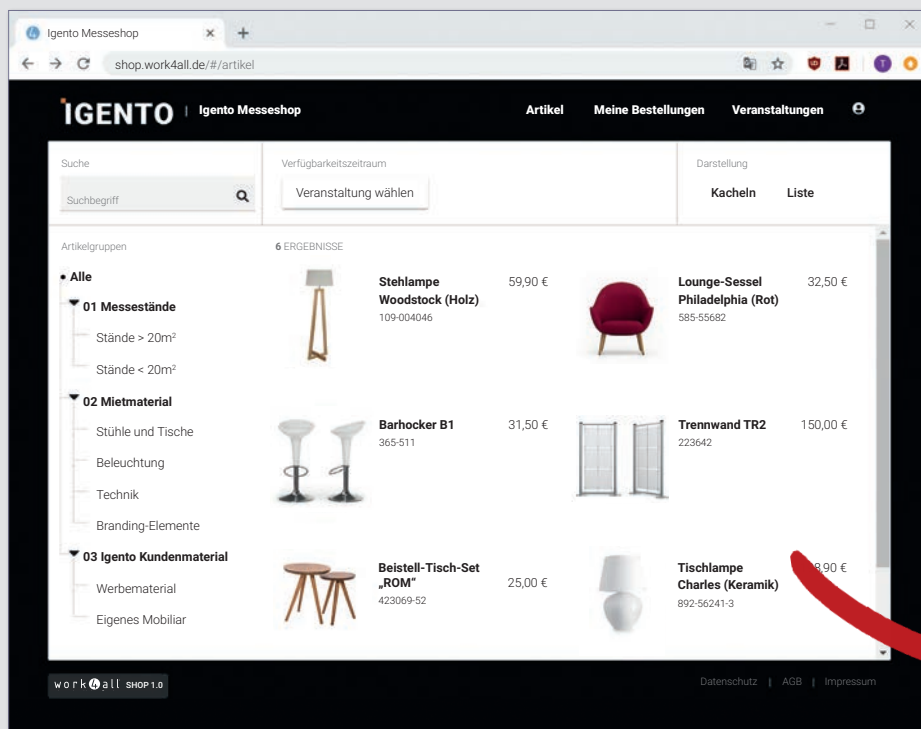 Igento Messeshop
shop.work4all.de/#/artikel
IGENTO | Igento Messeshop
Artikel Meine Bestellungen Veranstaltungen
Suche
Suchbegriff
Verfügbarkeitszeitraum
Veranstaltung wählen
Darstellung
Kacheln Liste
Artikelgruppen
Alle
01 Messestände
Stände > 20m²
Stände < 20m²
02 Mietmaterial
Stühle und Tische
Beleuchtung
Technik
Branding-Elemente
03 Igento Kundenmaterial
Werbematerial
Eigenes Mobiliar
6 ERGEBNISSE
Stehlampe 59,90 €
Woodstock (Holz)
109-004046
Lounge-Sessel 32,50 €
Philadelphia (Rot)
585-55682
Barhocker B1 31,50 €
365-511
Trennwand TR2 150,00 €
223642
Beistell-Tisch-Set
„ROM" 25,00 €
423069-52
Tischlampe
Charles (Keramik)
892-56241-3
work4all SHOP 1.0
Datenschutz | AGB | Impressum